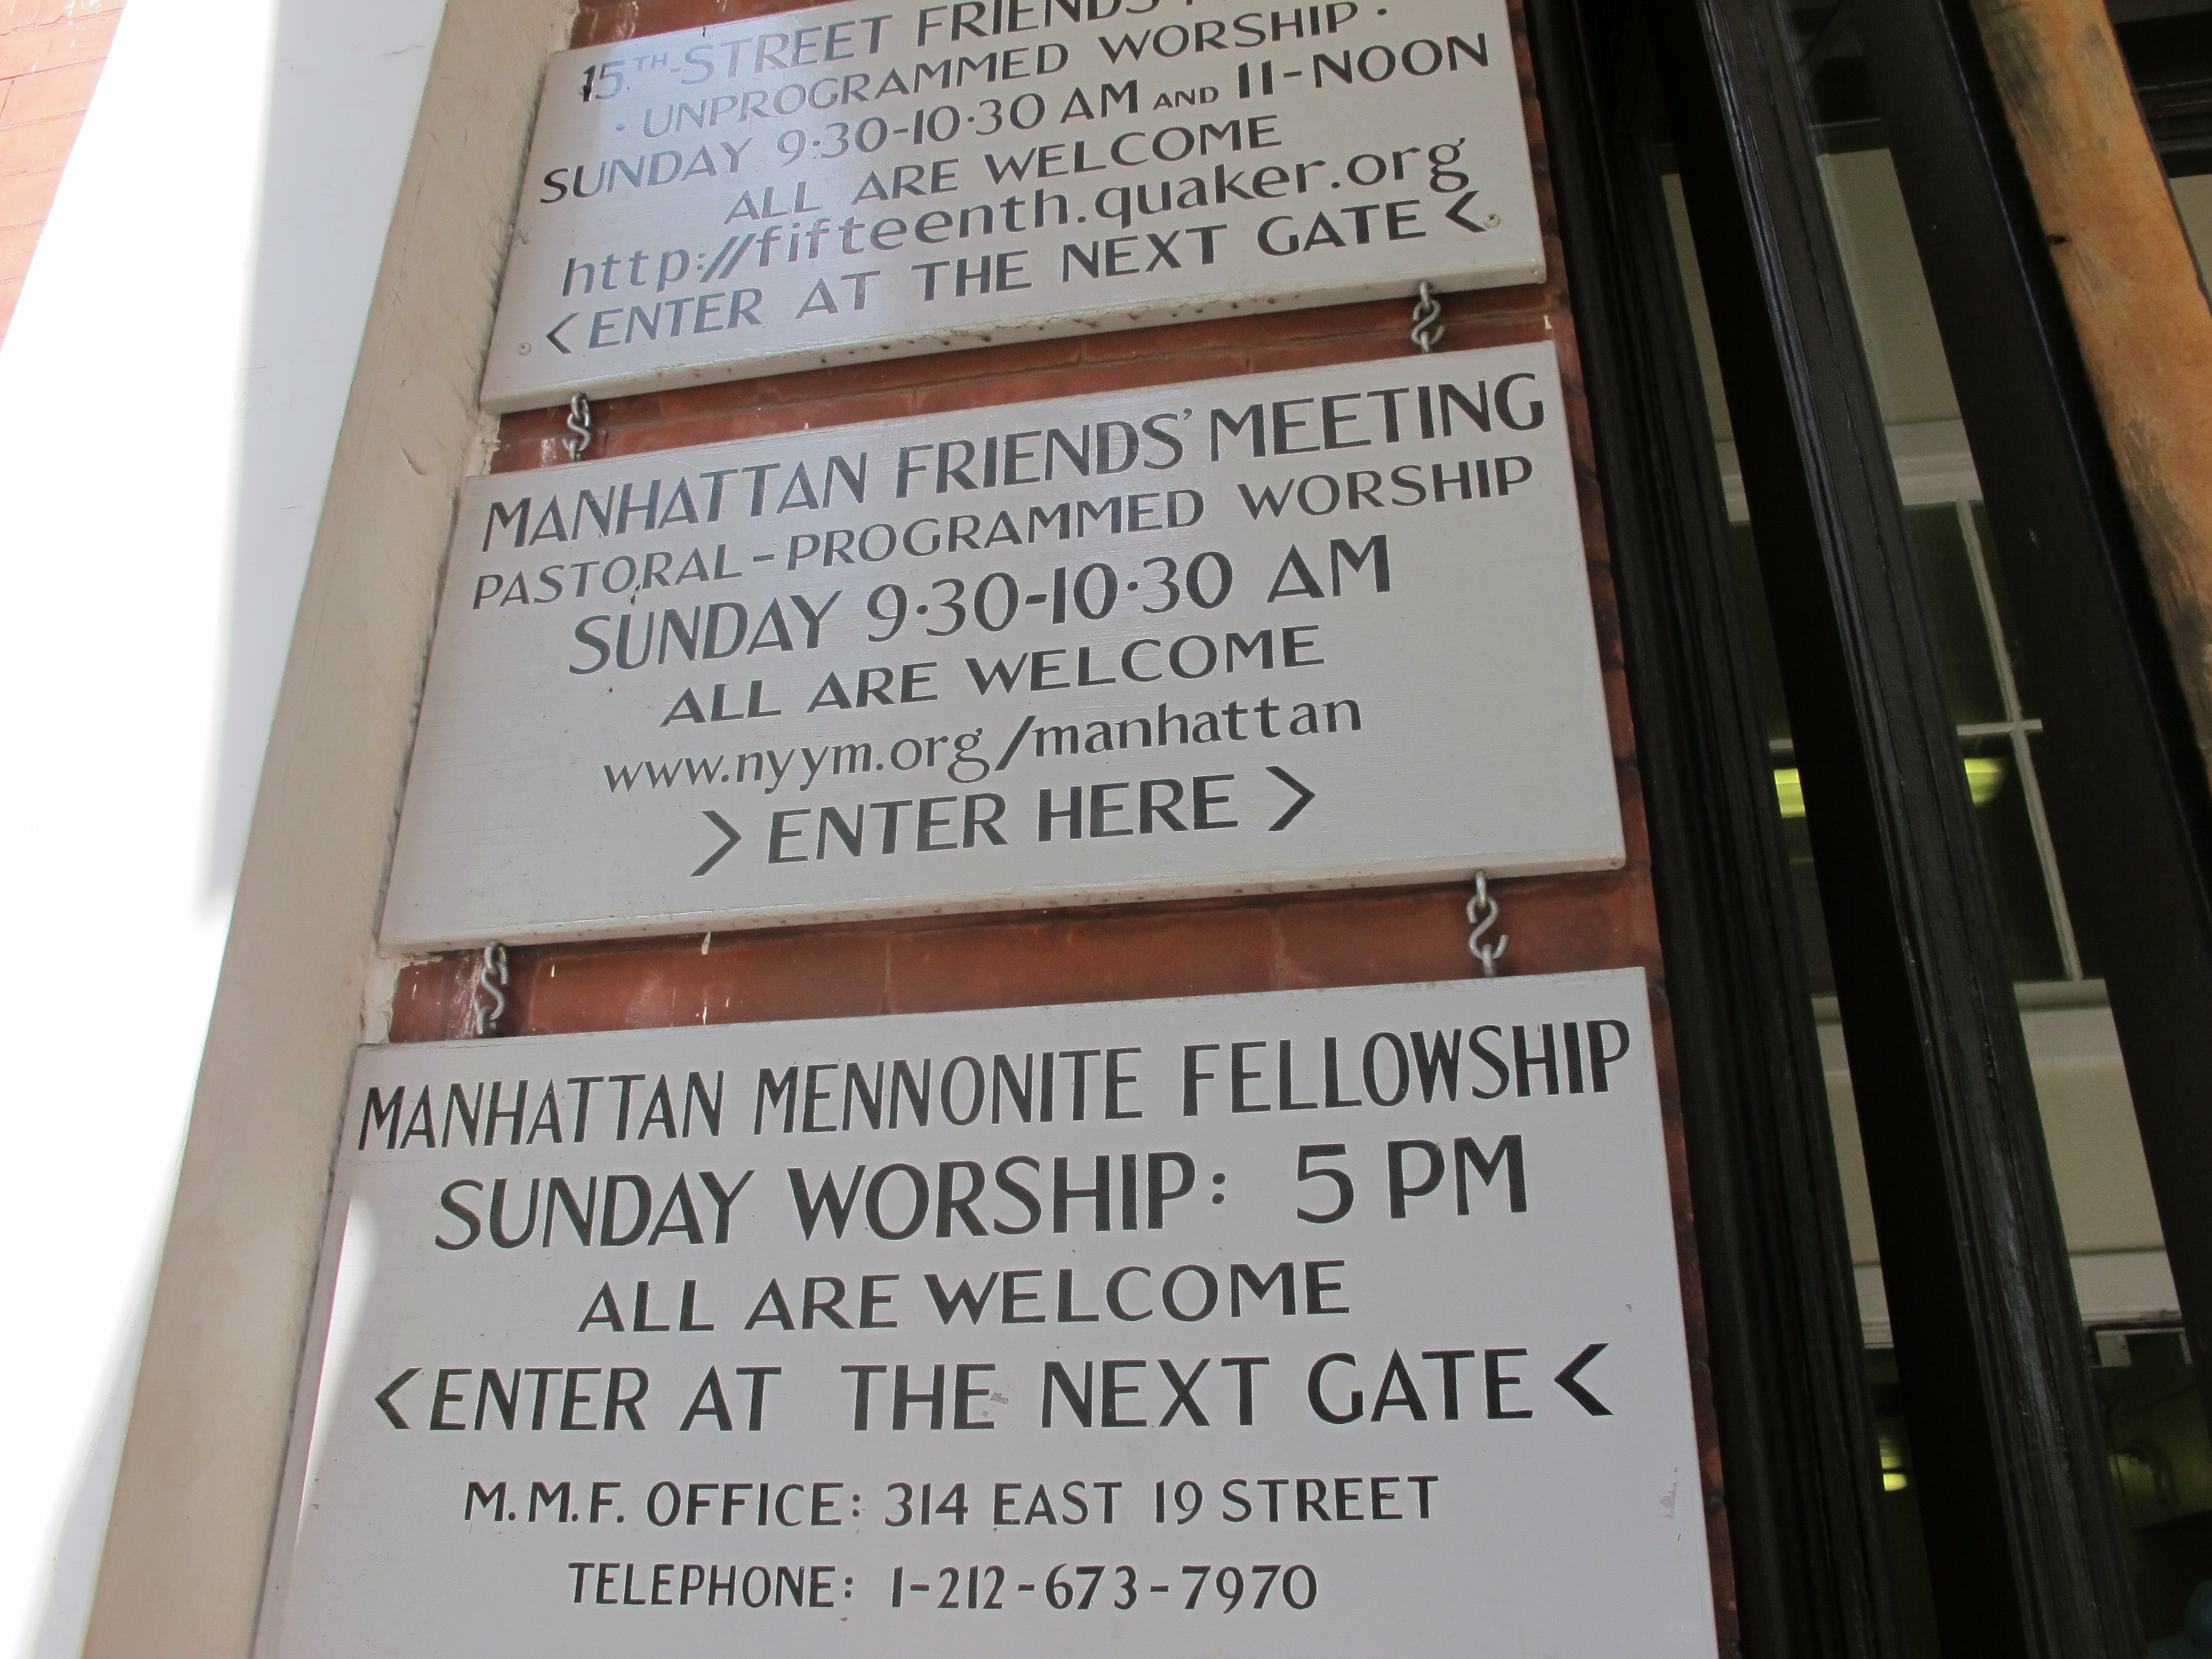 15TH STREET FRIENDS
· UNPROGRAMMED WORSHIP ·
SUNDAY 9:30-10·30 AM AND 11-NOON
ALL ARE WELCOME
http://fifteenth.quaker.org
<ENTER AT THE NEXT GATE<
MANHATTAN FRIENDS' MEETING
PASTORAL-PROGRAMMED WORSHIP
SUNDAY 9·30-10·30 AM
ALL ARE WELCOME
www.nyym.org/manhattan
>ENTER HERE>
MANHATTAN MENNONITE FELLOWSHIP
SUNDAY WORSHIP: 5 PM
ALL ARE WELCOME
<ENTER AT THE NEXT GATE<
M.M.F. OFFICE: 314 EAST 19 STREET
TELEPHONE: 1-212-673-7970